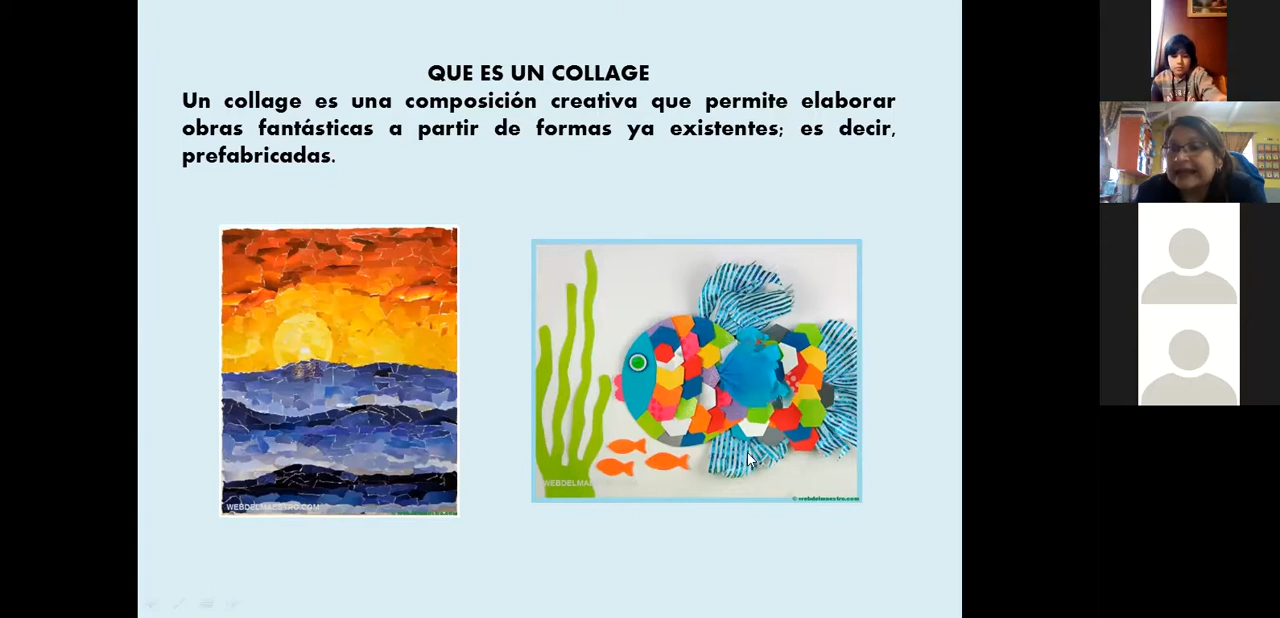 QUE ES UN COLLAGE
Un collage es una composición creativa que permite elaborar
obras fantásticas a partir de formas ya existentes; es decir,
prefabricadas.
WEBDELMAESTRO.COM
WEBDELMA
© webdelmaestro.com